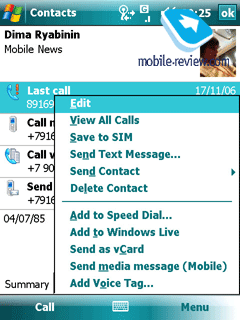 Contacts 9:25 ok
Dima Ryabinin
Mobile News
mobile-review.com
Last call 17/11/06
89169
Call
+7916
Call v
+7 90
Send
+7916
04/07/85
Edit
View All Calls
Save to SIM
Send Text Message...
Send Contact
Delete Contact
Add to Speed Dial...
Add to Windows Live
Send as vCard
Send media message (Mobile)
Add Voice Tag...
Summary
Call Menu